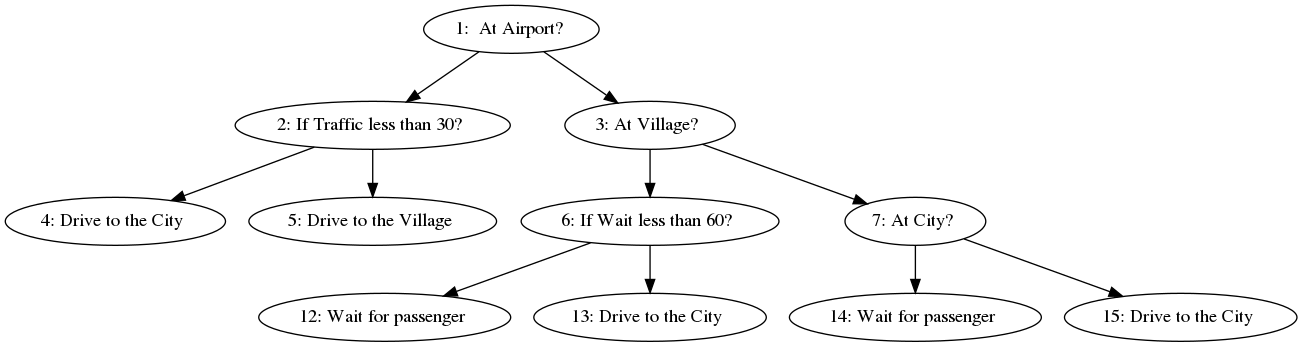 1:  At Airport?
2: If Traffic less than 30?
3: At Village?
4: Drive to the City
5: Drive to the Village
6: If Wait less than 60?
7: At City?
12: Wait for passenger
13: Drive to the City
14: Wait for passenger
15: Drive to the City